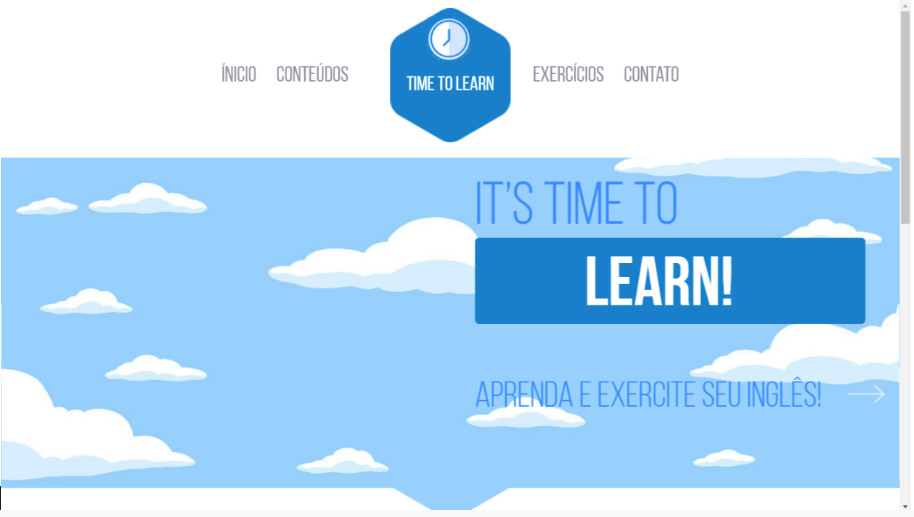 ÍNICIO CONTEÚDOS TIME TO LEARN EXERCÍCIOS CONTATO
IT'S TIME TO
LEARN!
APRENDA E EXERCITE SEU INGLÊS!